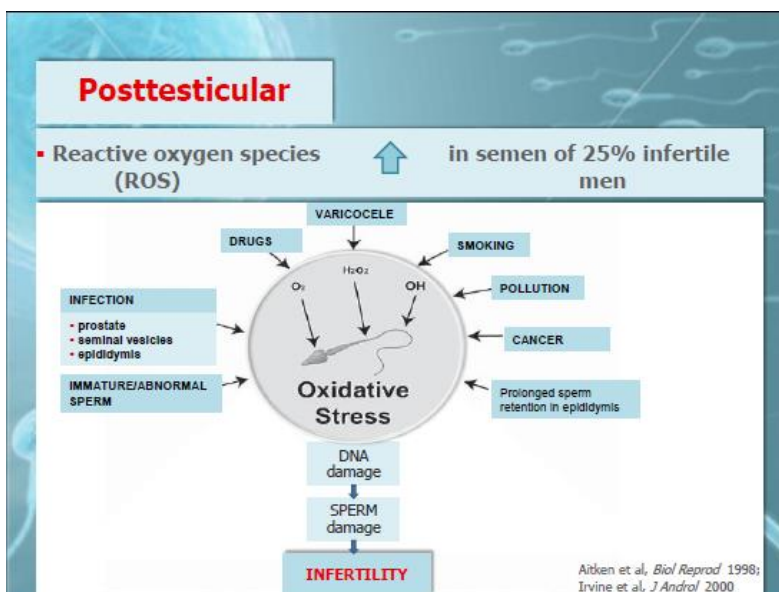 Posttesticular
▪ Reactive oxygen species
(ROS)
in semen of 25% infertile
men
VARICOCELE
DRUGS
SMOKING
H₂O₂
O₂
OH
POLLUTION
INFECTION
▪ prostate
▪ seminal vesicles
▪ epididymis
CANCER
IMMATURE/ABNORMAL
SPERM
Oxidative
Stress
Prolonged sperm
retention in epididymis
DNA
damage
SPERM
damage
INFERTILITY
Aitken et al, Biol Reprod 1998;
Irvine et al, J Androl 2000